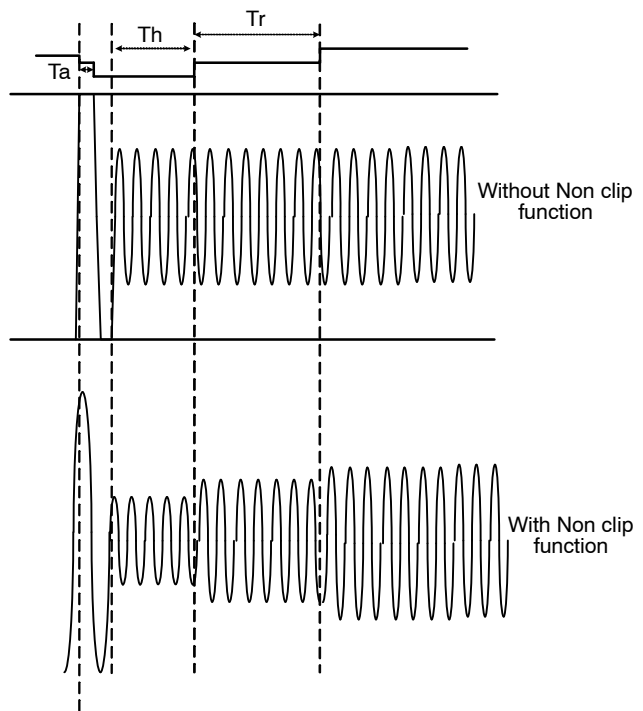 Th
Tr
Ta
Without Non clip
function
With Non clip
function